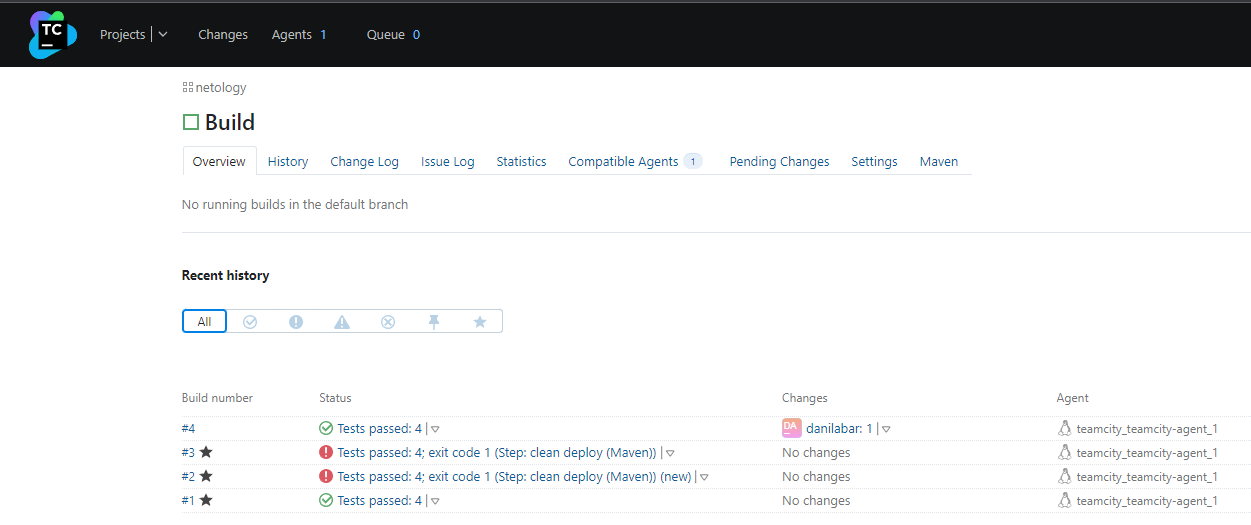 TC Projects Changes Agents 1 Queue 0
netology
Build
Overview History Change Log Issue Log Statistics Compatible Agents 1 Pending Changes Settings Maven
No running builds in the default branch
Recent history
All
Build number Status Changes Agent
#4 Tests passed: 4 DA danilabar: 1 teamcity_teamcity-agent_1
#3 Tests passed: 4; exit code 1 (Step: clean deploy (Maven)) No changes teamcity_teamcity-agent_1
#2 Tests passed: 4; exit code 1 (Step: clean deploy (Maven)) (new) No changes teamcity_teamcity-agent_1
#1 Tests passed: 4 No changes teamcity_teamcity-agent_1